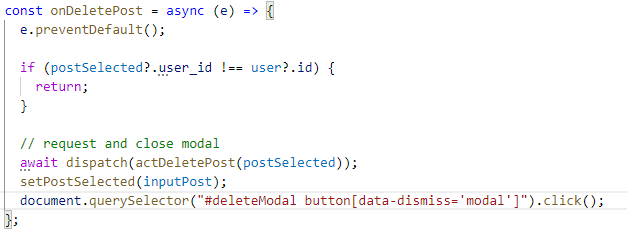 const onDeletePost = async (e) => {
e.preventDefault();
if (postSelected?.user_id !== user?.id) {
return;
}
// request and close modal
await dispatch(actDeletePost(postSelected));
setPostSelected(inputPost);
document.querySelector("#deleteModal button[data-dismiss='modal']").click();
};